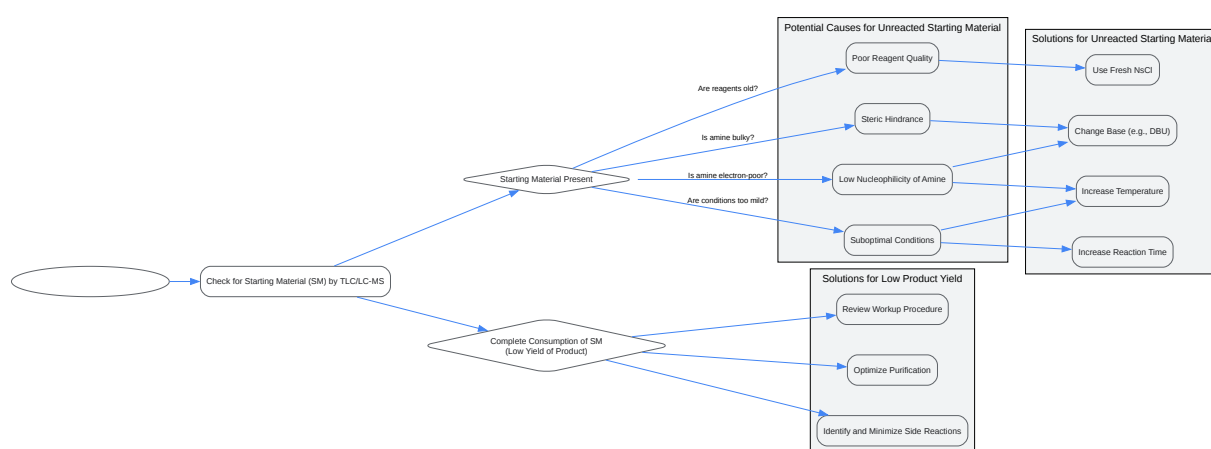 Potential Causes for Unreacted Starting Material
Solutions for Unreacted Starting Material
Poor Reagent Quality
Use Fresh NsCl
Are reagents old?
Steric Hindrance
Change Base (e.g., DBU)
Is amine bulky?
Starting Material Present
Is amine electron-poor?
Low Nucleophilicity of Amine
Increase Temperature
Are conditions too mild?
Suboptimal Conditions
Increase Reaction Time
Check for Starting Material (SM) by TLC/LC-MS
Solutions for Low Product Yield
Review Workup Procedure
Complete Consumption of SM
(Low Yield of Product)
Optimize Purification
Identify and Minimize Side Reactions